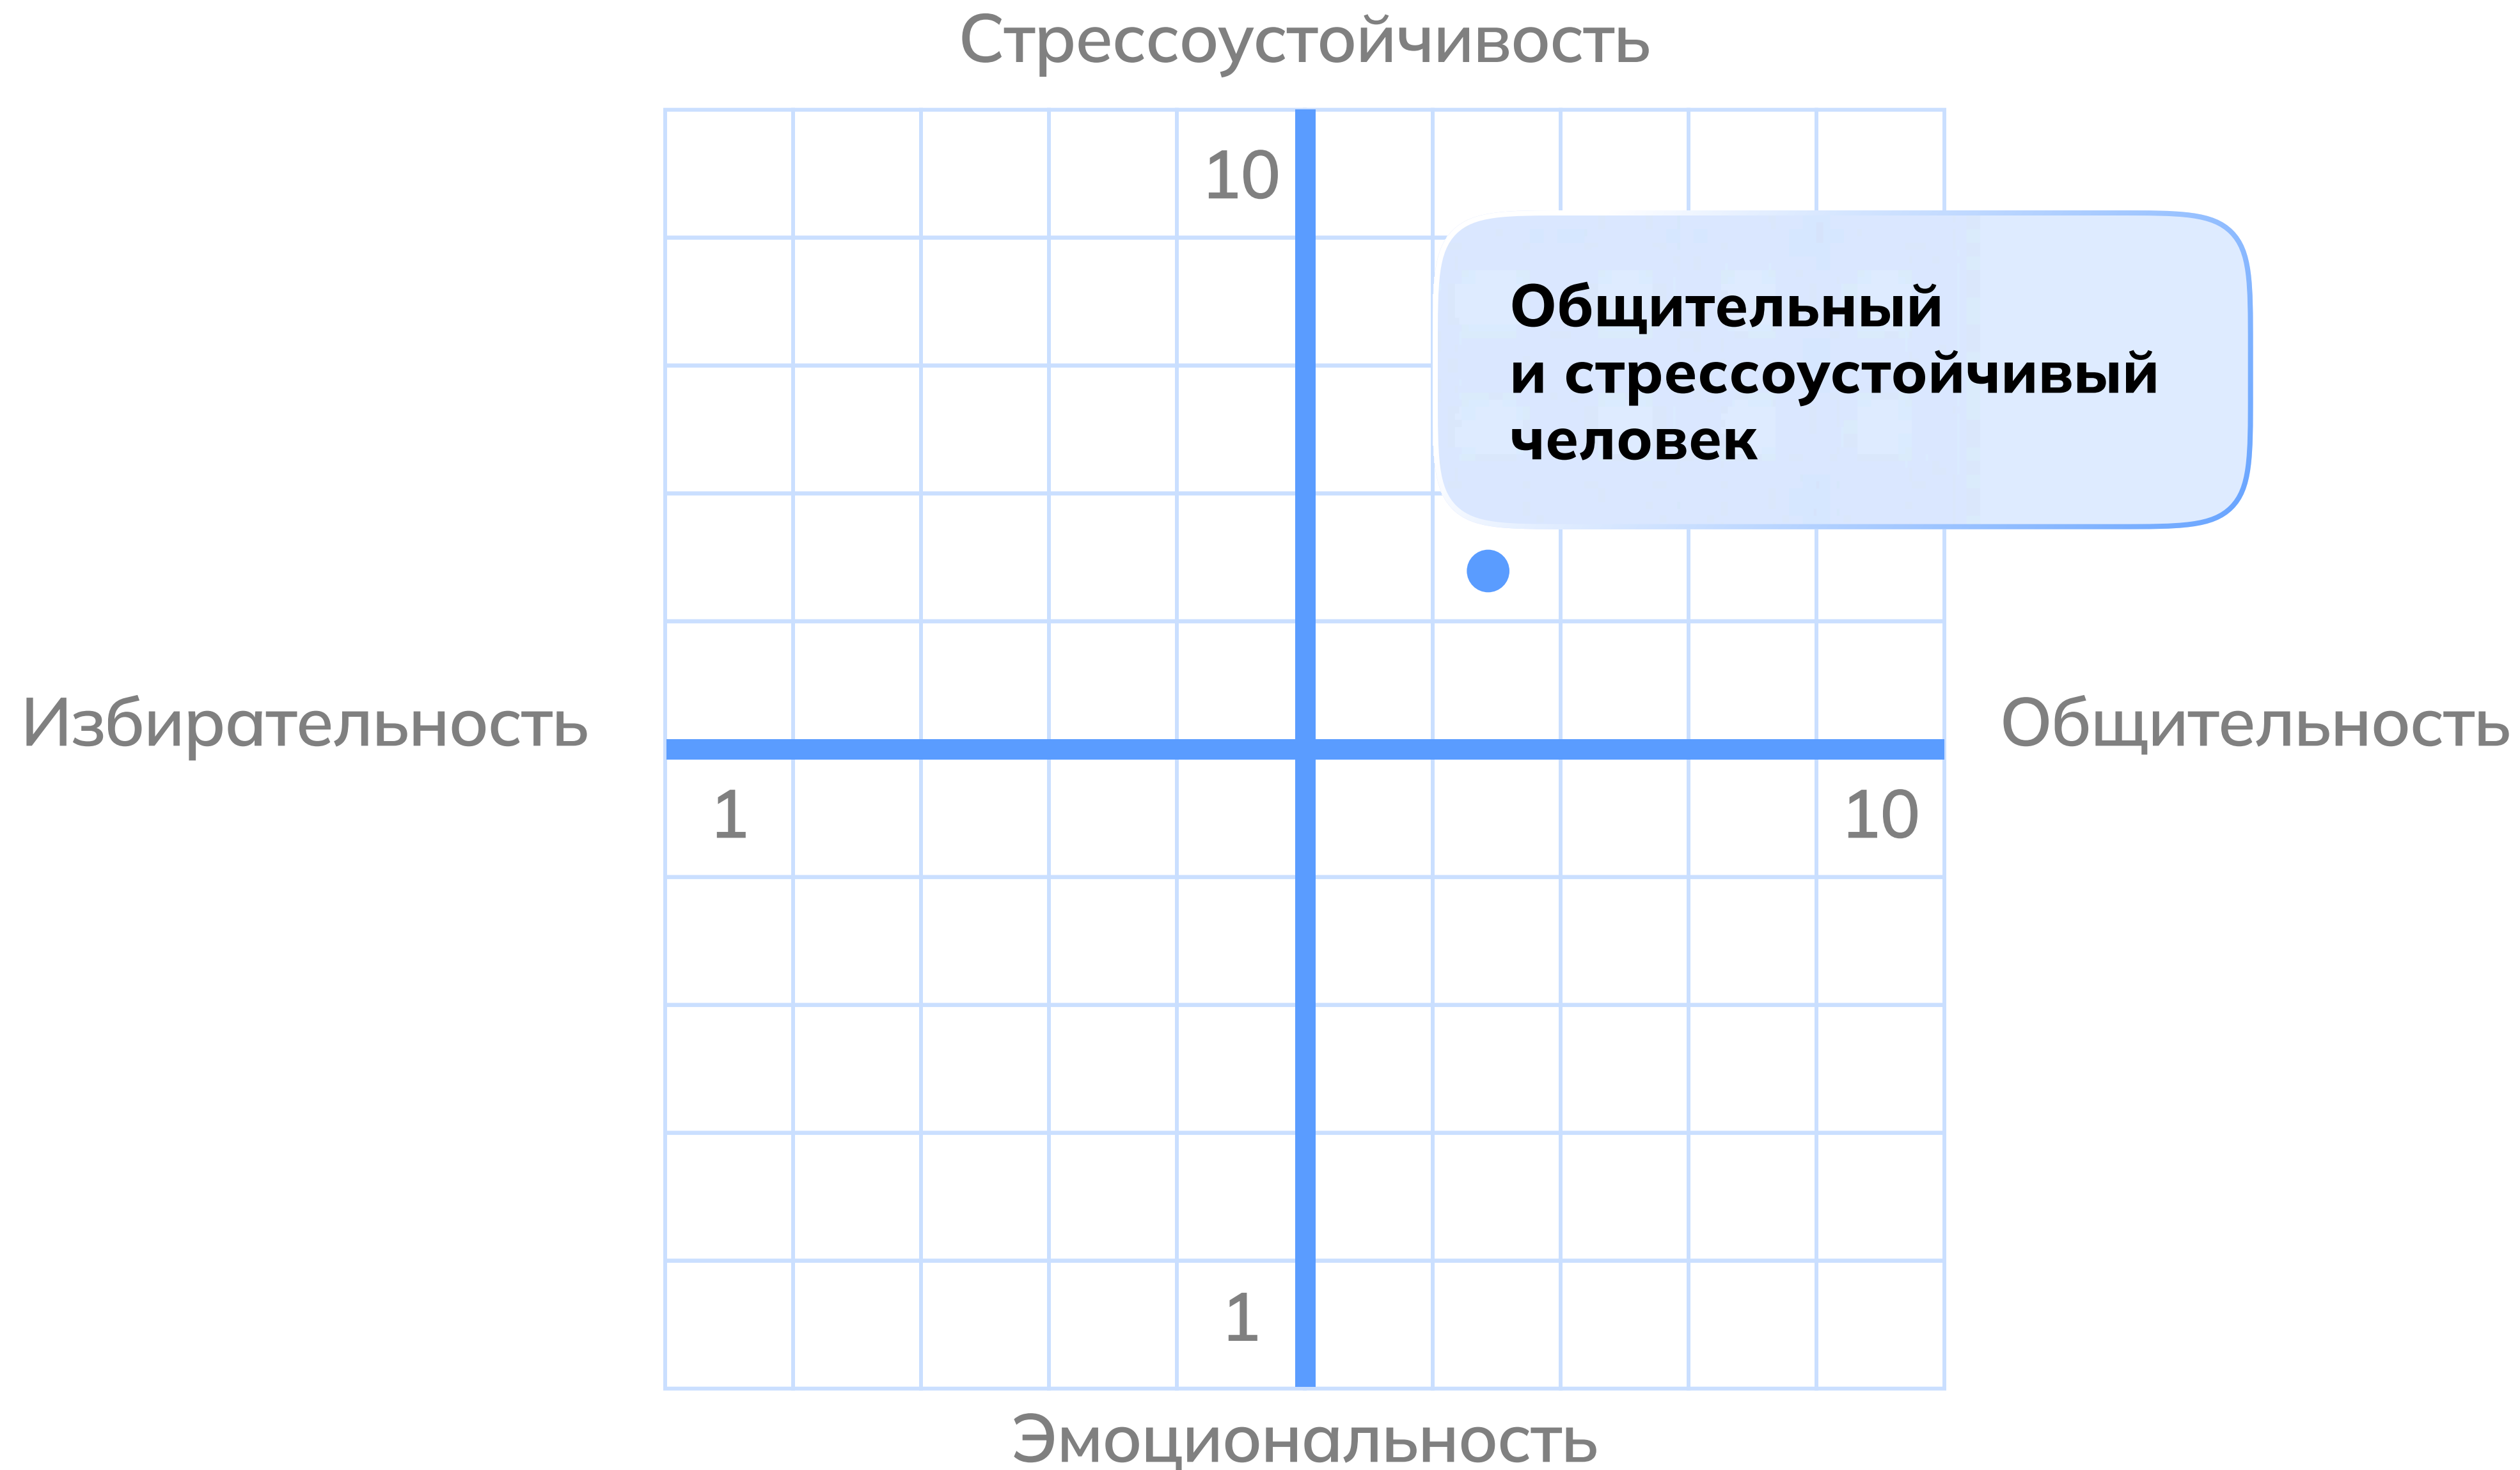 Стрессоустойчивость
10
Общительный
и стрессоустойчивый
человек
Избирательность
Общительность
1
10
1
Эмоциональность